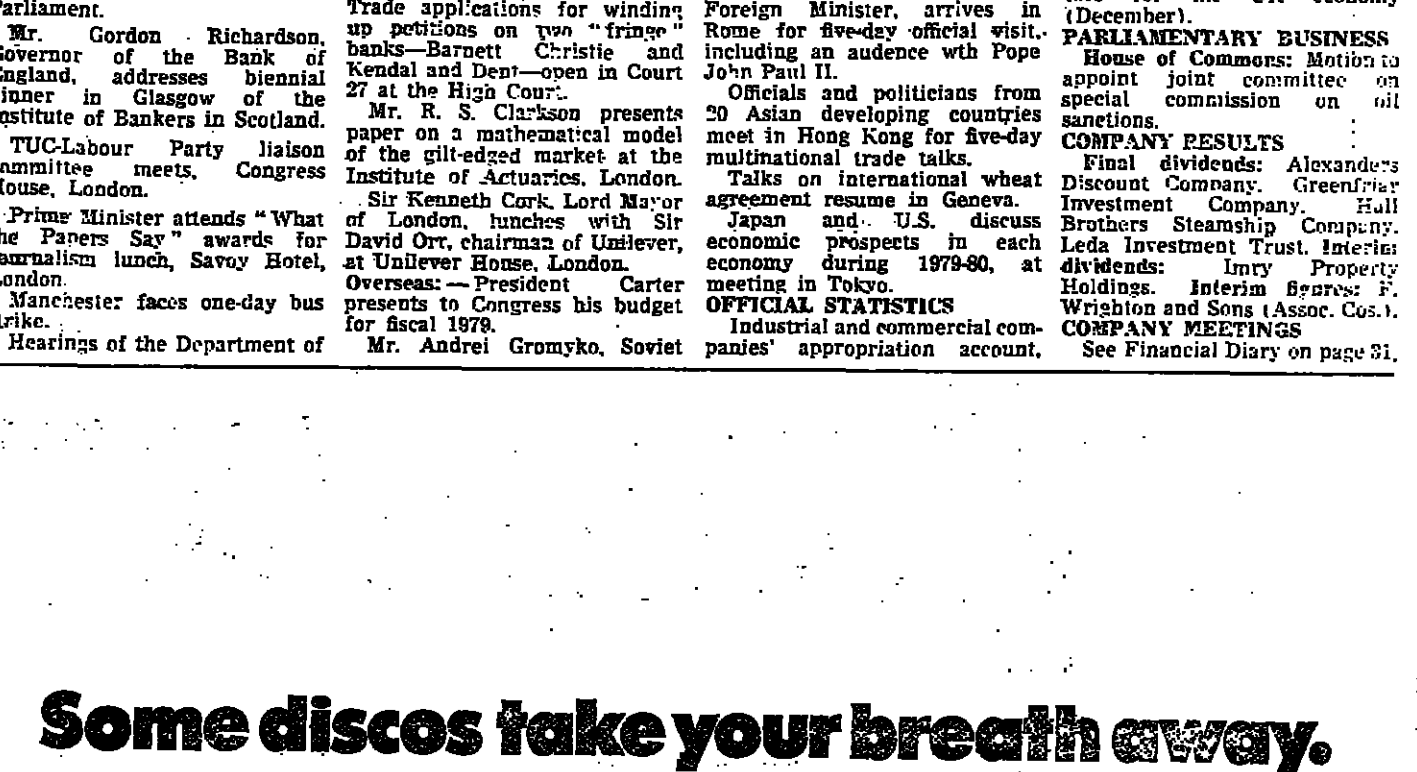 Parliament.
Mr. Gordon Richardson,
Governor of the Bank of
England, addresses biennial
dinner in Glasgow of the
Institute of Bankers in Scotland.
TUC-Labour Party liaison
committee meets, Congress
House, London.
Prime Minister attends "What
the Papers Say" awards for
journalism lunch, Savoy Hotel,
London.
Manchester faces one-day bus
strike.
Hearings of the Department of
Trade applications for winding
up petitions on two "fringe"
banks—Barnett Christie and
Kendal and Dent—open in Court
27 at the High Court.
Mr. R. S. Clarkson presents
paper on a mathematical model
of the gilt-edged market at the
Institute of Actuaries, London.
Sir Kenneth Cork, Lord Mayor
of London, lunches with Sir
David Orr, chairman of Unilever,
at Unilever House, London.
Overseas: — President Carter
presents to Congress his budget
for fiscal 1979.
Mr. Andrei Gromyko, Soviet
Foreign Minister, arrives in
Rome for five-day official visit,
including an audence wth Pope
John Paul II.
Officials and politicians from
20 Asian developing countries
meet in Hong Kong for five-day
multinational trade talks.
Talks on international wheat
agreement resume in Geneva.
Japan and U.S. discuss
economic prospects in each
economy during 1979-80, at
meeting in Tokyo.
OFFICIAL STATISTICS
Industrial and commercial com-
panies' appropriation account.
for the economy
(December).
PARLIAMENTARY BUSINESS
House of Commons: Motion to
appoint joint committee on
special commission on oil
sanctions.
COMPANY RESULTS
Final dividends: Alexanders
Discount Company. Greenfriar
Investment Company. Hull
Brothers Steamship Company.
Leda Investment Trust. Interim
dividends: Imry Property
Holdings. Interim figures: F.
Wrighton and Sons (Assoc. Cos.).
COMPANY MEETINGS
See Financial Diary on page 31.
Some discos take your breath away.